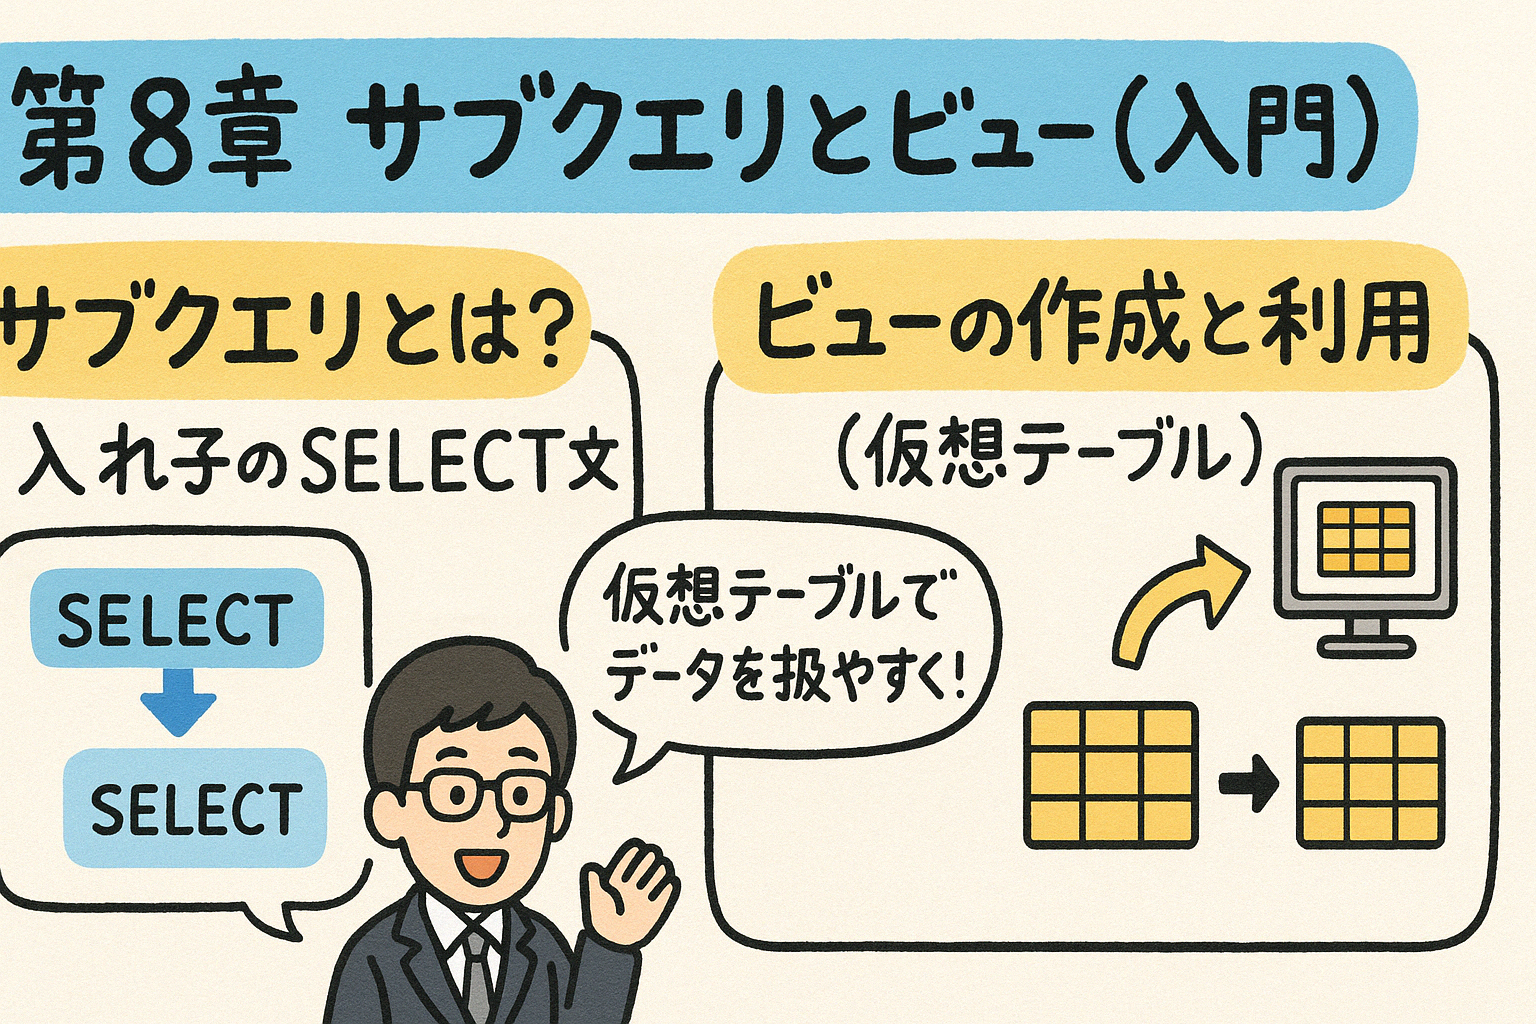 第8章 サブクエリとビュー(入門)
サブクエリとは?
入れ子のSELECT文
SELECT
SELECT
ビューの作成と利用
(仮想テーブル)
仮想テーブルで
データを扱やすく!